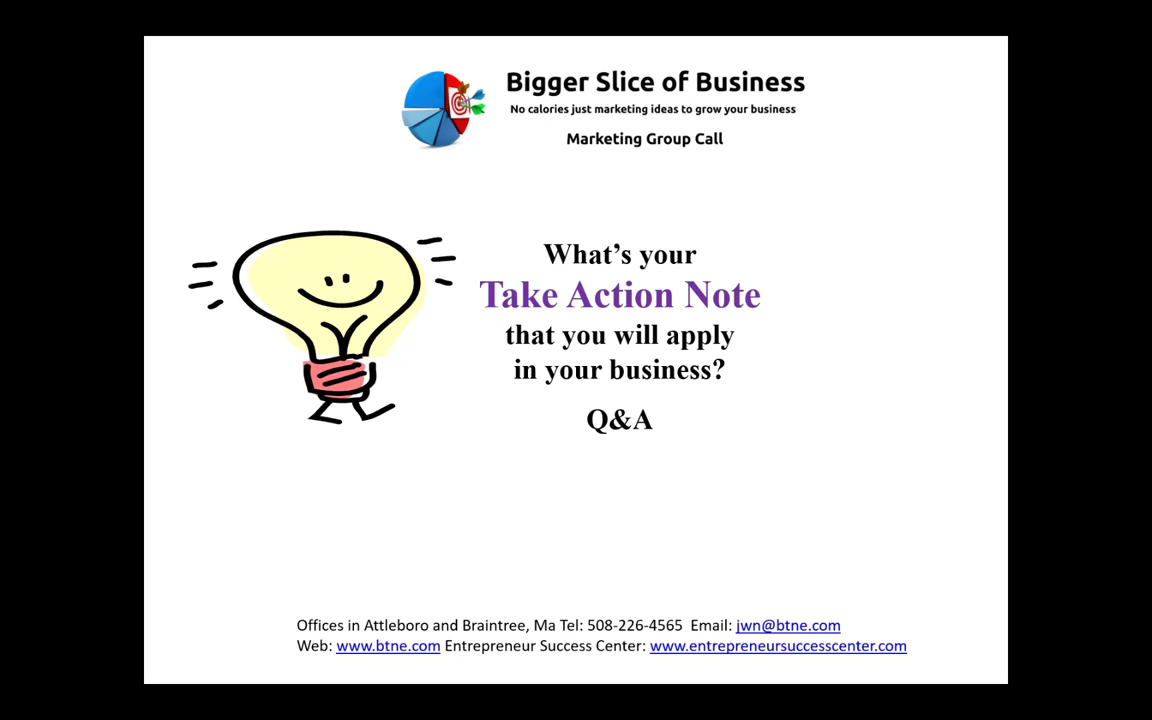 Bigger Slice of Business
No calories just marketing ideas to grow your business
Marketing Group Call
What's your
Take Action Note
that you will apply
in your business?
Q&A
Offices in Attleboro and Braintree, Ma Tel: 508-226-4565 Email: jwn@btne.com
Web: www.btne.com Entrepreneur Success Center: www.entrepreneursuccesscenter.com